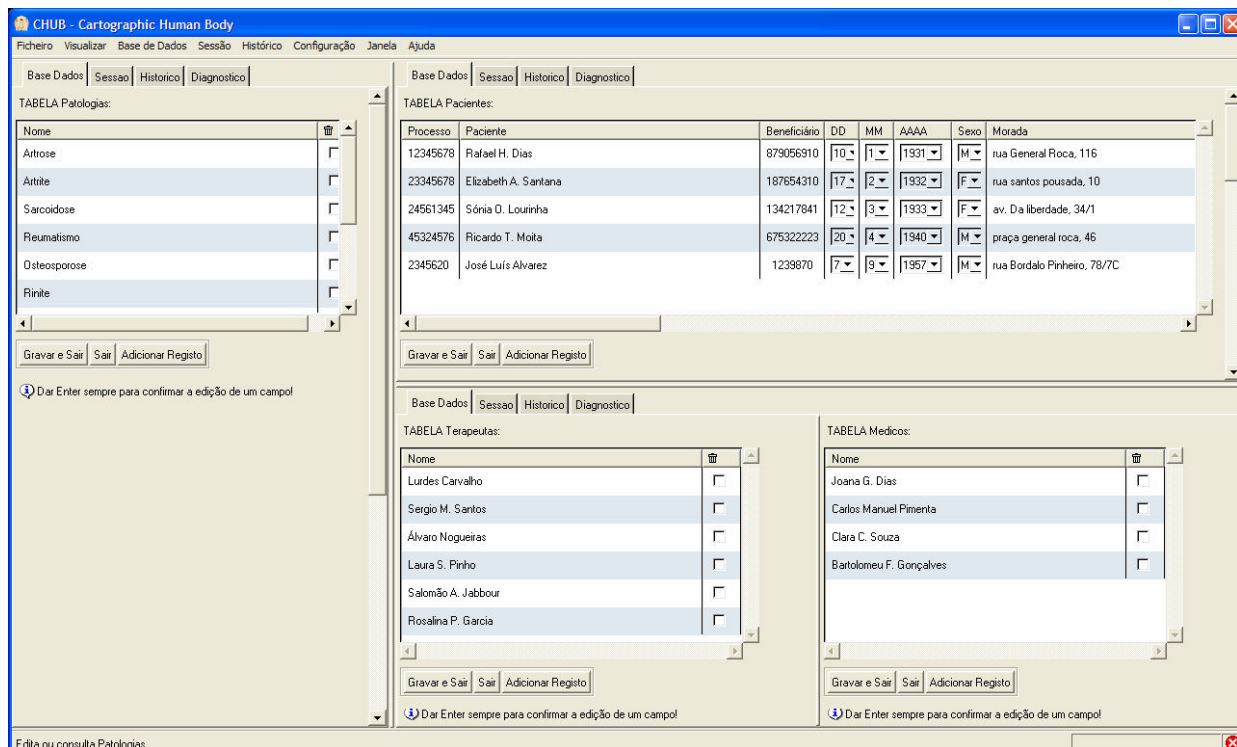 CHUB - Cartographic Human Body
Ficheiro Visualizar Base de Dados Sessão Histórico Configuração Janela Ajuda
Base Dados Sessao Historico Diagnostico
TABELA Patologias:
Nome
Artrose
Artrite
Sarcoidose
Reumatismo
Osteosporose
Rinite
Gravar e Sair Sair Adicionar Registo
Dar Enter sempre para confirmar a edição de um campo!
Base Dados Sessao Historico Diagnostico
TABELA Pacientes:
Processo Paciente Beneficiário DD MM AAAA Sexo Morada
12345678 Rafael H. Dias 879056910 10 1 1931 M rua General Roca, 116
23345678 Elizabeth A. Santana 187654310 17 2 1932 F rua santos pousada, 10
24561345 Sónia O. Lourinha 134217841 12 3 1933 F av. Da liberdade, 34/1
45324576 Ricardo T. Moita 675322223 20 4 1940 M praça general roca, 46
2345620 José Luís Alvarez 1239870 7 9 1957 M rua Bordalo Pinheiro, 78/7C
Gravar e Sair Sair Adicionar Registo
Base Dados Sessao Historico Diagnostico
TABELA Terapeutas:
Nome
Lurdes Carvalho
Sergio M. Santos
Álvaro Nogueiras
Laura S. Pinho
Salomão A. Jabbour
Rosalina P. Garcia
Gravar e Sair Sair Adicionar Registo
Dar Enter sempre para confirmar a edição de um campo!
TABELA Medicos:
Nome
Joana G. Dias
Carlos Manuel Pimenta
Clara C. Souza
Bartolomeu F. Gonçalves
Gravar e Sair Sair Adicionar Registo
Dar Enter sempre para confirmar a edição de um campo!
Edita ou consulta Patologias